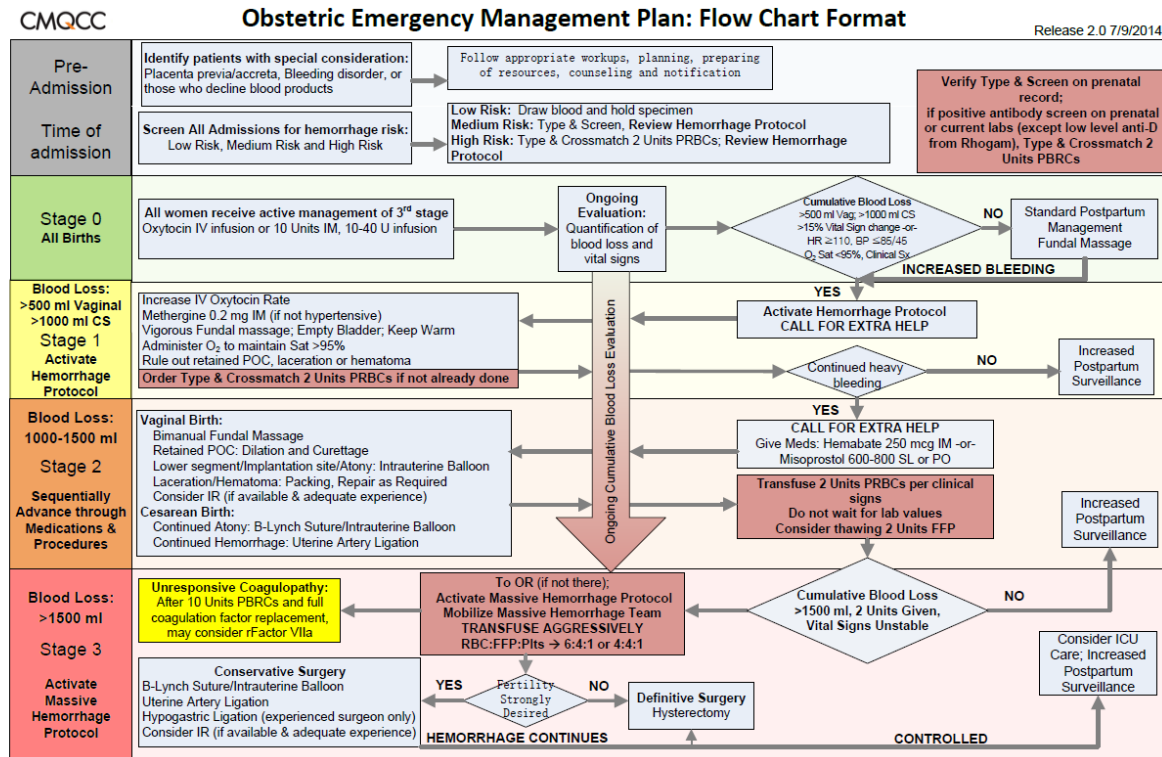 CMQCC
Obstetric Emergency Management Plan: Flow Chart Format
Release 2.0 7/9/2014
Pre-
Admission
Time of
admission
Identify patients with special consideration:
Placenta previa/accreta, Bleeding disorder, or
those who decline blood products
Follow appropriate workups, planning, preparing
of resources, counseling and notification
Screen All Admissions for hemorrhage risk:
Low Risk, Medium Risk and High Risk
Low Risk: Draw blood and hold specimen
Medium Risk: Type & Screen, Review Hemorrhage Protocol
High Risk: Type & Crossmatch 2 Units PRBCs; Review Hemorrhage
Protocol
Verify Type & Screen on prenatal
record;
if positive antibody screen on prenatal
or current labs (except low level anti-D
from Rhogam), Type & Crossmatch 2
Units PBRCs
Stage 0
All Births
All women receive active management of 3rd stage
Oxytocin IV infusion or 10 Units IM, 10-40 U infusion
Ongoing
Evaluation:
Quantification of
blood loss and
vital signs
Cumulative Blood Loss
>500 ml Vag; >1000 ml CS
>15% Vital Sign change -or-
HR ≥110, BP ≤85/45
O2 Sat <95%, Clinical Sx
NO
Standard Postpartum
Management
Fundal Massage
INCREASED BLEEDING
YES
Blood Loss:
>500 ml Vaginal
>1000 ml CS
Stage 1
Activate
Hemorrhage
Protocol
Increase IV Oxytocin Rate
Methergine 0.2 mg IM (if not hypertensive)
Vigorous Fundal massage; Empty Bladder; Keep Warm
Administer O2 to maintain Sat >95%
Rule out retained POC, laceration or hematoma
Order Type & Crossmatch 2 Units PRBCs if not already done
Ongoing Cumulative Blood Loss Evaluation
Activate Hemorrhage Protocol
CALL FOR EXTRA HELP
Continued heavy
bleeding
NO
Increased
Postpartum
Surveillance
YES
Blood Loss:
1000-1500 ml
Stage 2
Sequentially
Advance through
Medications &
Procedures
Vaginal Birth:
Bimanual Fundal Massage
Retained POC: Dilation and Curettage
Lower segment/Implantation site/Atony: Intrauterine Balloon
Laceration/Hematoma: Packing, Repair as Required
Consider IR (if available & adequate experience)
Cesarean Birth:
Continued Atony: B-Lynch Suture/Intrauterine Balloon
Continued Hemorrhage: Uterine Artery Ligation
CALL FOR EXTRA HELP
Give Meds: Hemabate 250 mcg IM -or-
Misoprostol 600-800 SL or PO
Transfuse 2 Units PRBCs per clinical
signs
Do not wait for lab values
Consider thawing 2 Units FFP
Increased
Postpartum
Surveillance
Blood Loss:
>1500 ml
Stage 3
Activate
Massive
Hemorrhage
Protocol
Unresponsive Coagulopathy:
After 10 Units PBRCs and full
coagulation factor replacement,
may consider rFactor VIIa
To OR (if not there);
Activate Massive Hemorrhage Protocol
Mobilize Massive Hemorrhage Team
TRANSFUSE AGGRESSIVELY
RBC:FFP:Plts → 6:4:1 or 4:4:1
Cumulative Blood Loss
>1500 ml, 2 Units Given,
Vital Signs Unstable
NO
Conservative Surgery
B-Lynch Suture/Intrauterine Balloon
Uterine Artery Ligation
Hypogastric Ligation (experienced surgeon only)
Consider IR (if available & adequate experience)
YES
Fertility
Strongly
Desired
NO
Definitive Surgery
Hysterectomy
Consider ICU
Care; Increased
Postpartum
Surveillance
HEMORRHAGE CONTINUES
CONTROLLED